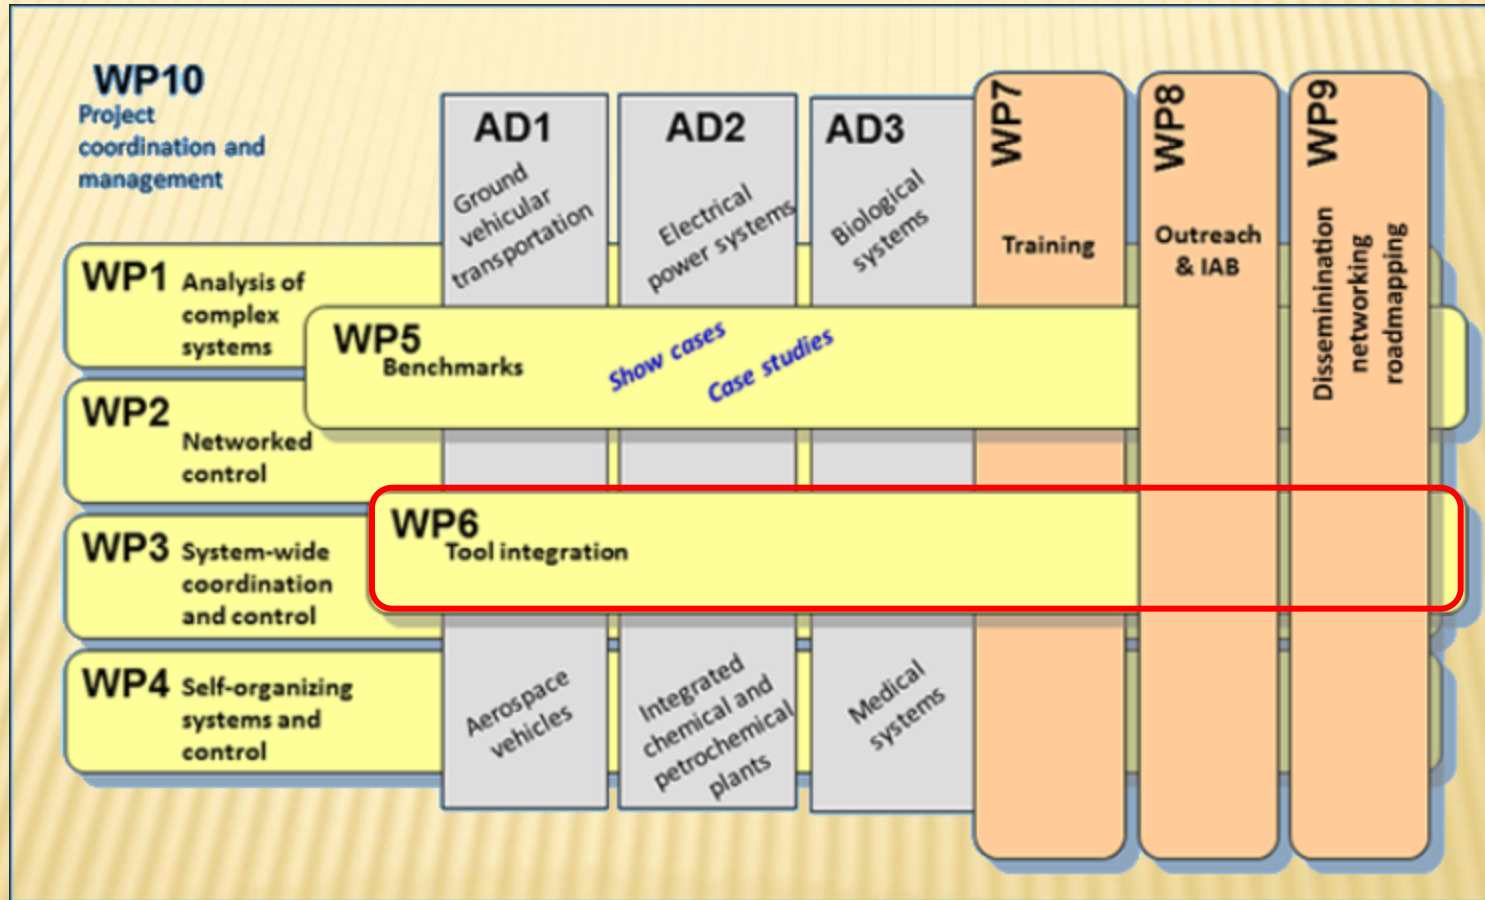 WP10
Project
coordination and
management
AD1
Ground
vehicular
transportation
AD2
Electrical
power systems
AD3
Biological
systems
WP7
Training
WP8
Outreach
& IAB
WP9
Disseminination
networking
roadmapping
WP1 Analysis of
complex
systems
WP5
Benchmarks
Show cases
Case studies
WP2
Networked
control
WP6
Tool integration
WP3 System-wide
coordination
and control
WP4 Self-organizing
systems and
control
Aerospace
vehicles
Integrated
chemical and
petrochemical
plants
Medical
systems